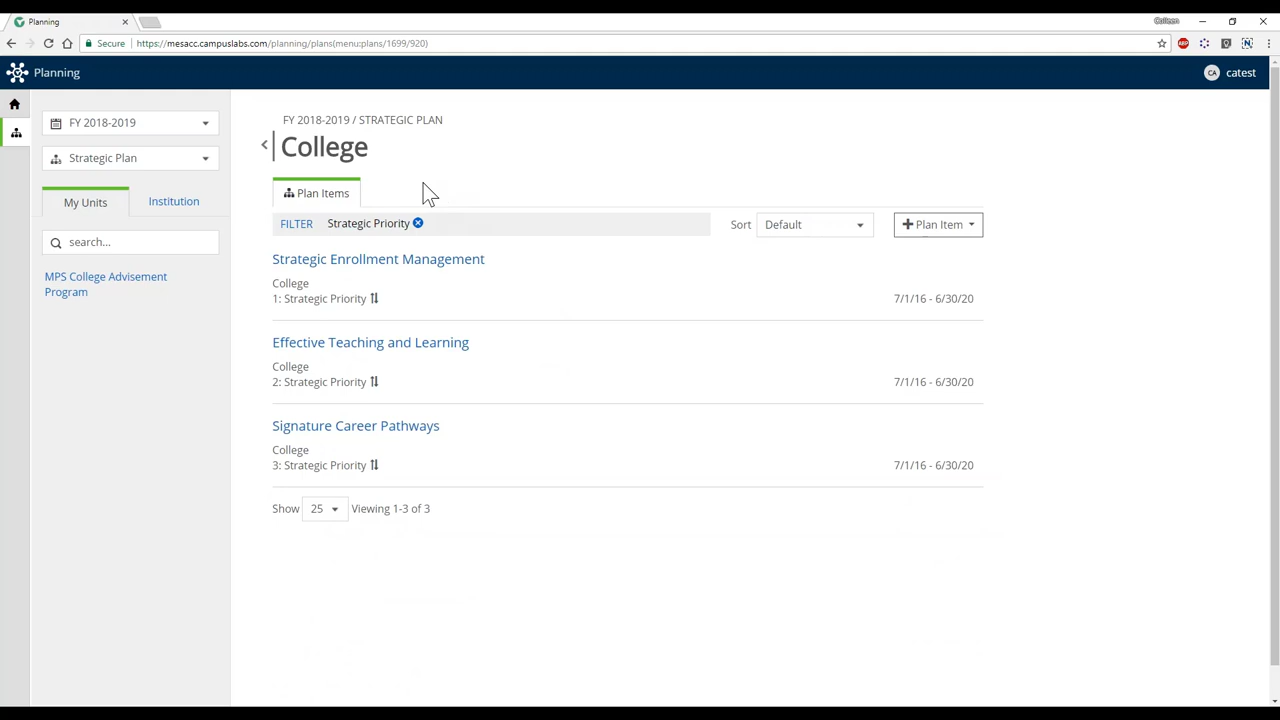 Planning
Colleen
Secure
https://mesacc.campuslabs.com/planning/plans(menu:plans/1699/920)
Planning
CA catest
FY 2018-2019
Strategic Plan
My Units
Institution
search...
MPS College Advisement
Program
FY 2018-2019 / STRATEGIC PLAN
College
Plan Items
FILTER Strategic Priority
Sort Default
Plan Item
Strategic Enrollment Management
College
1: Strategic Priority 7/1/16 - 6/30/20
Effective Teaching and Learning
College
2: Strategic Priority 7/1/16 - 6/30/20
Signature Career Pathways
College
3: Strategic Priority 7/1/16 - 6/30/20
Show 25 Viewing 1-3 of 3